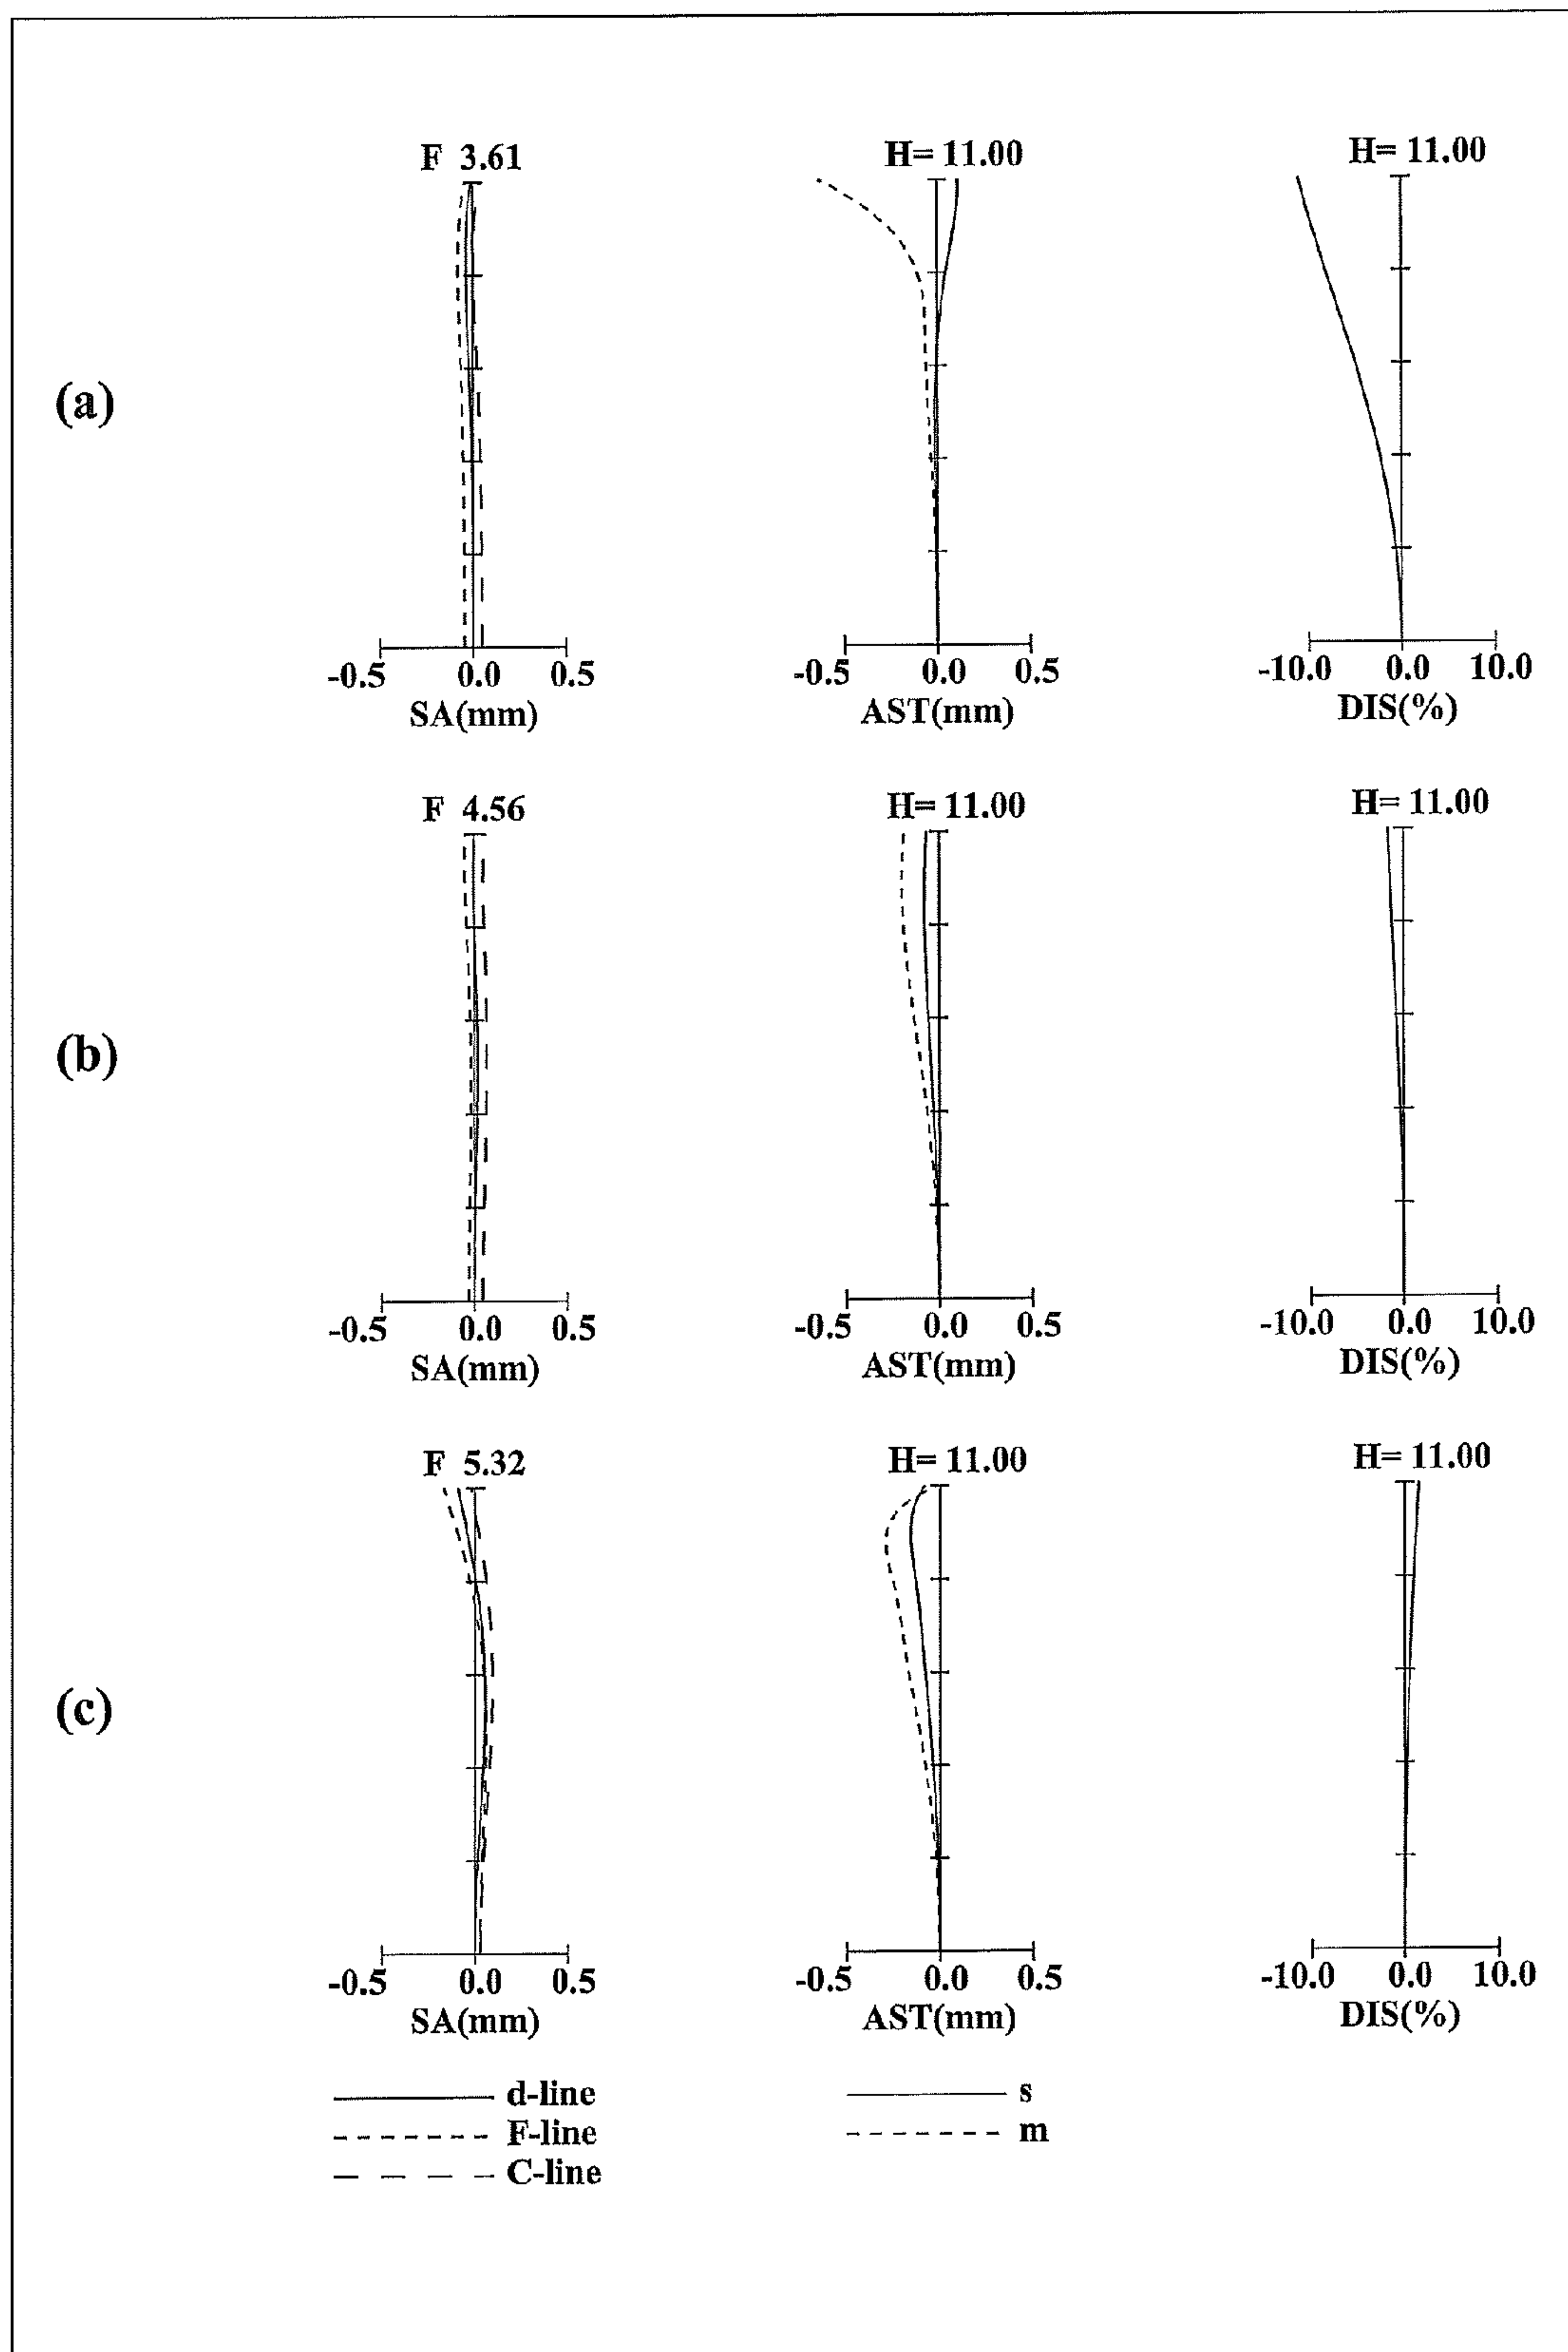 (a)
F 3.61
-0.5 0.0 0.5
SA(mm)
H= 11.00
-0.5 0.0 0.5
AST(mm)
H= 11.00
-10.0 0.0 10.0
DIS(%)
(b)
F 4.56
-0.5 0.0 0.5
SA(mm)
H= 11.00
-0.5 0.0 0.5
AST(mm)
H= 11.00
-10.0 0.0 10.0
DIS(%)
(c)
F 5.32
-0.5 0.0 0.5
SA(mm)
H= 11.00
-0.5 0.0 0.5
AST(mm)
H= 11.00
-10.0 0.0 10.0
DIS(%)
d-line
F-line
C-line
s
m